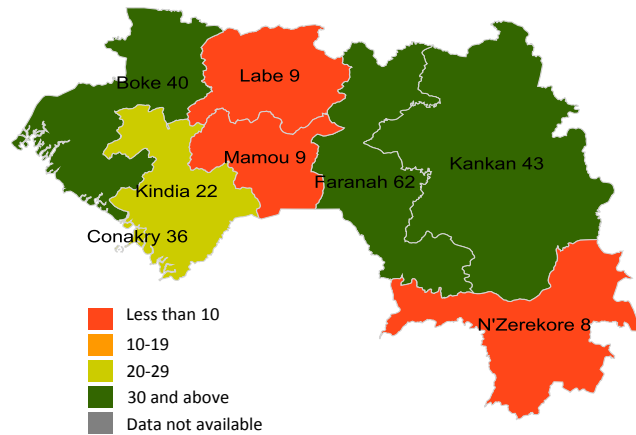 Labe 9
Boke 40
Mamou 9
Kankan 43
Faranah 62
Kindia 22
Conakry 36
N'Zerekore 8
Less than 10
10-19
20-29
30 and above
Data not available